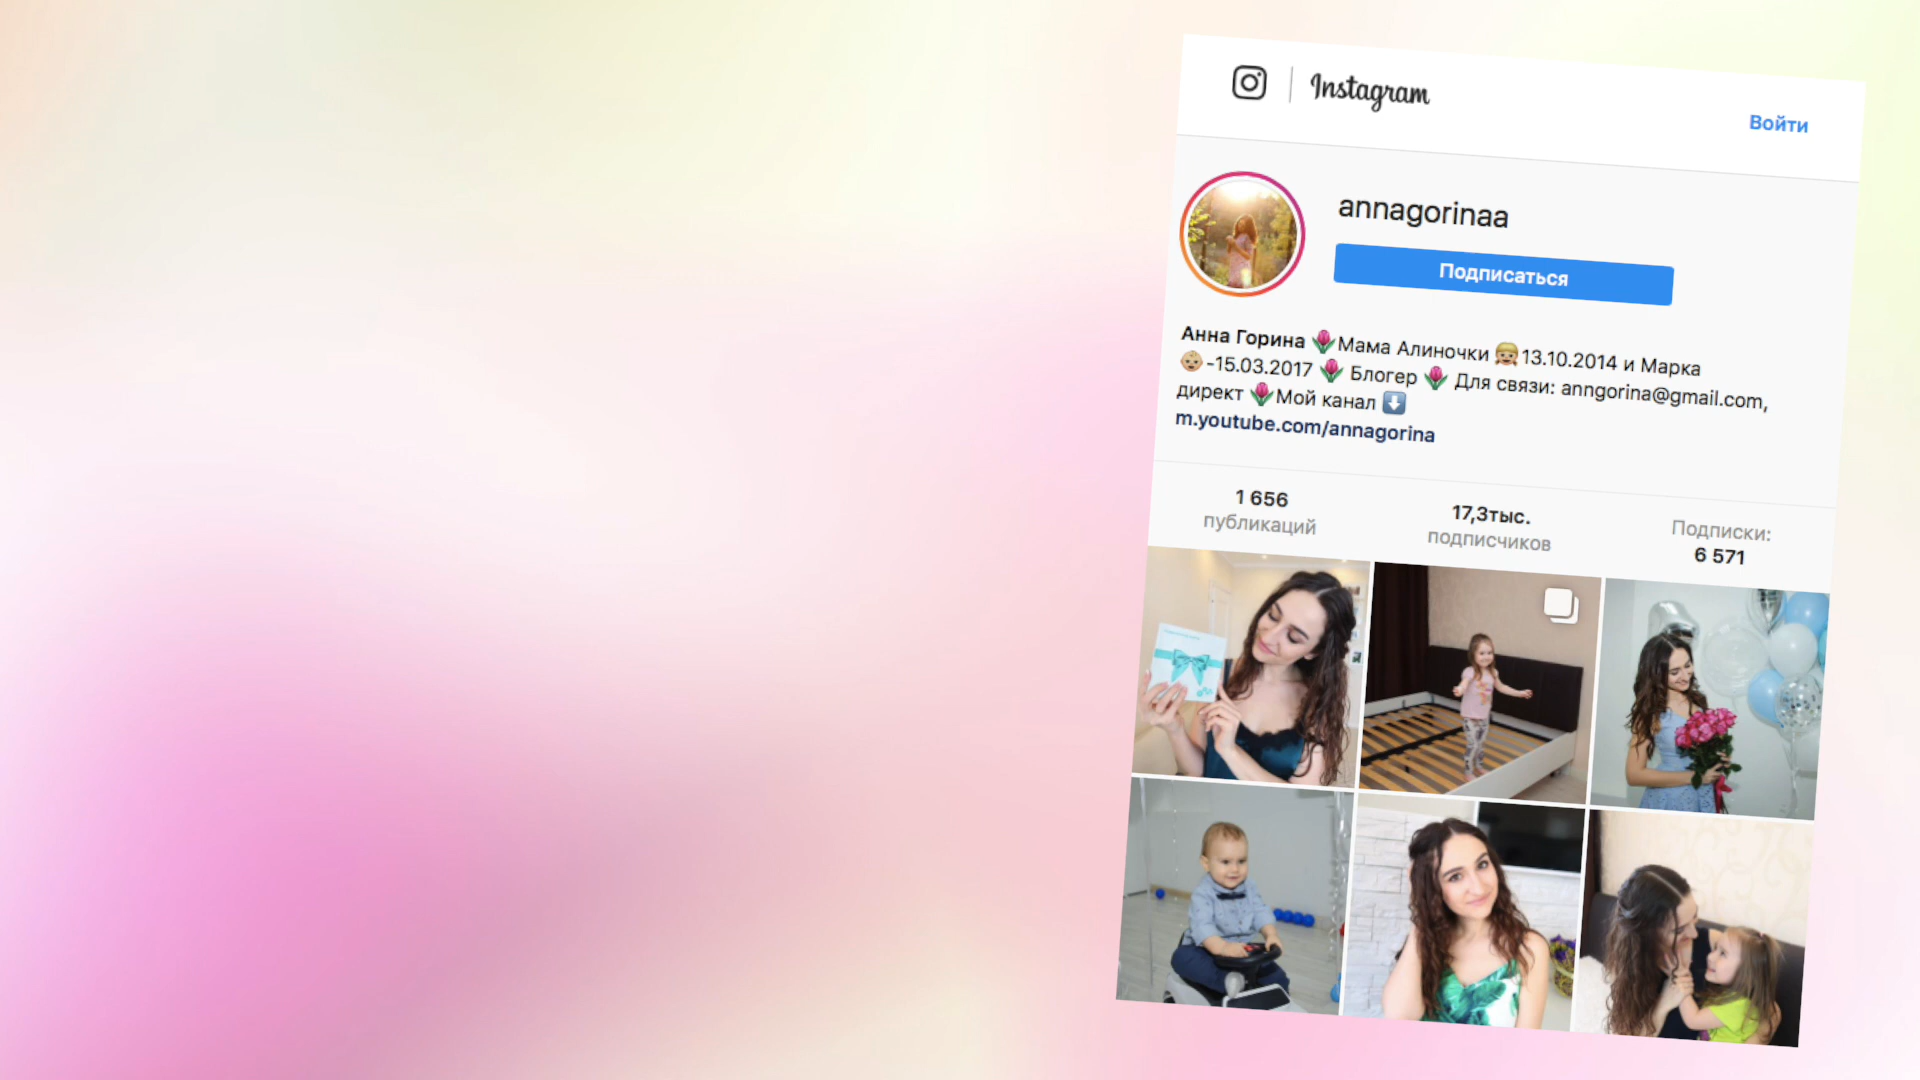 Instagram
Войти
annagorinaa
Подписаться
Анна Горина 🌷Мама Алиночки 👧13.10.2014 и Марка
👶-15.03.2017 🌷 Блогер 🌷 Для связи: anngorina@gmail.com,
директ 🌷Мой канал ⬇️
m.youtube.com/annagorina
1 656
публикаций
17,3тыс.
подписчиков
Подписки:
6 571